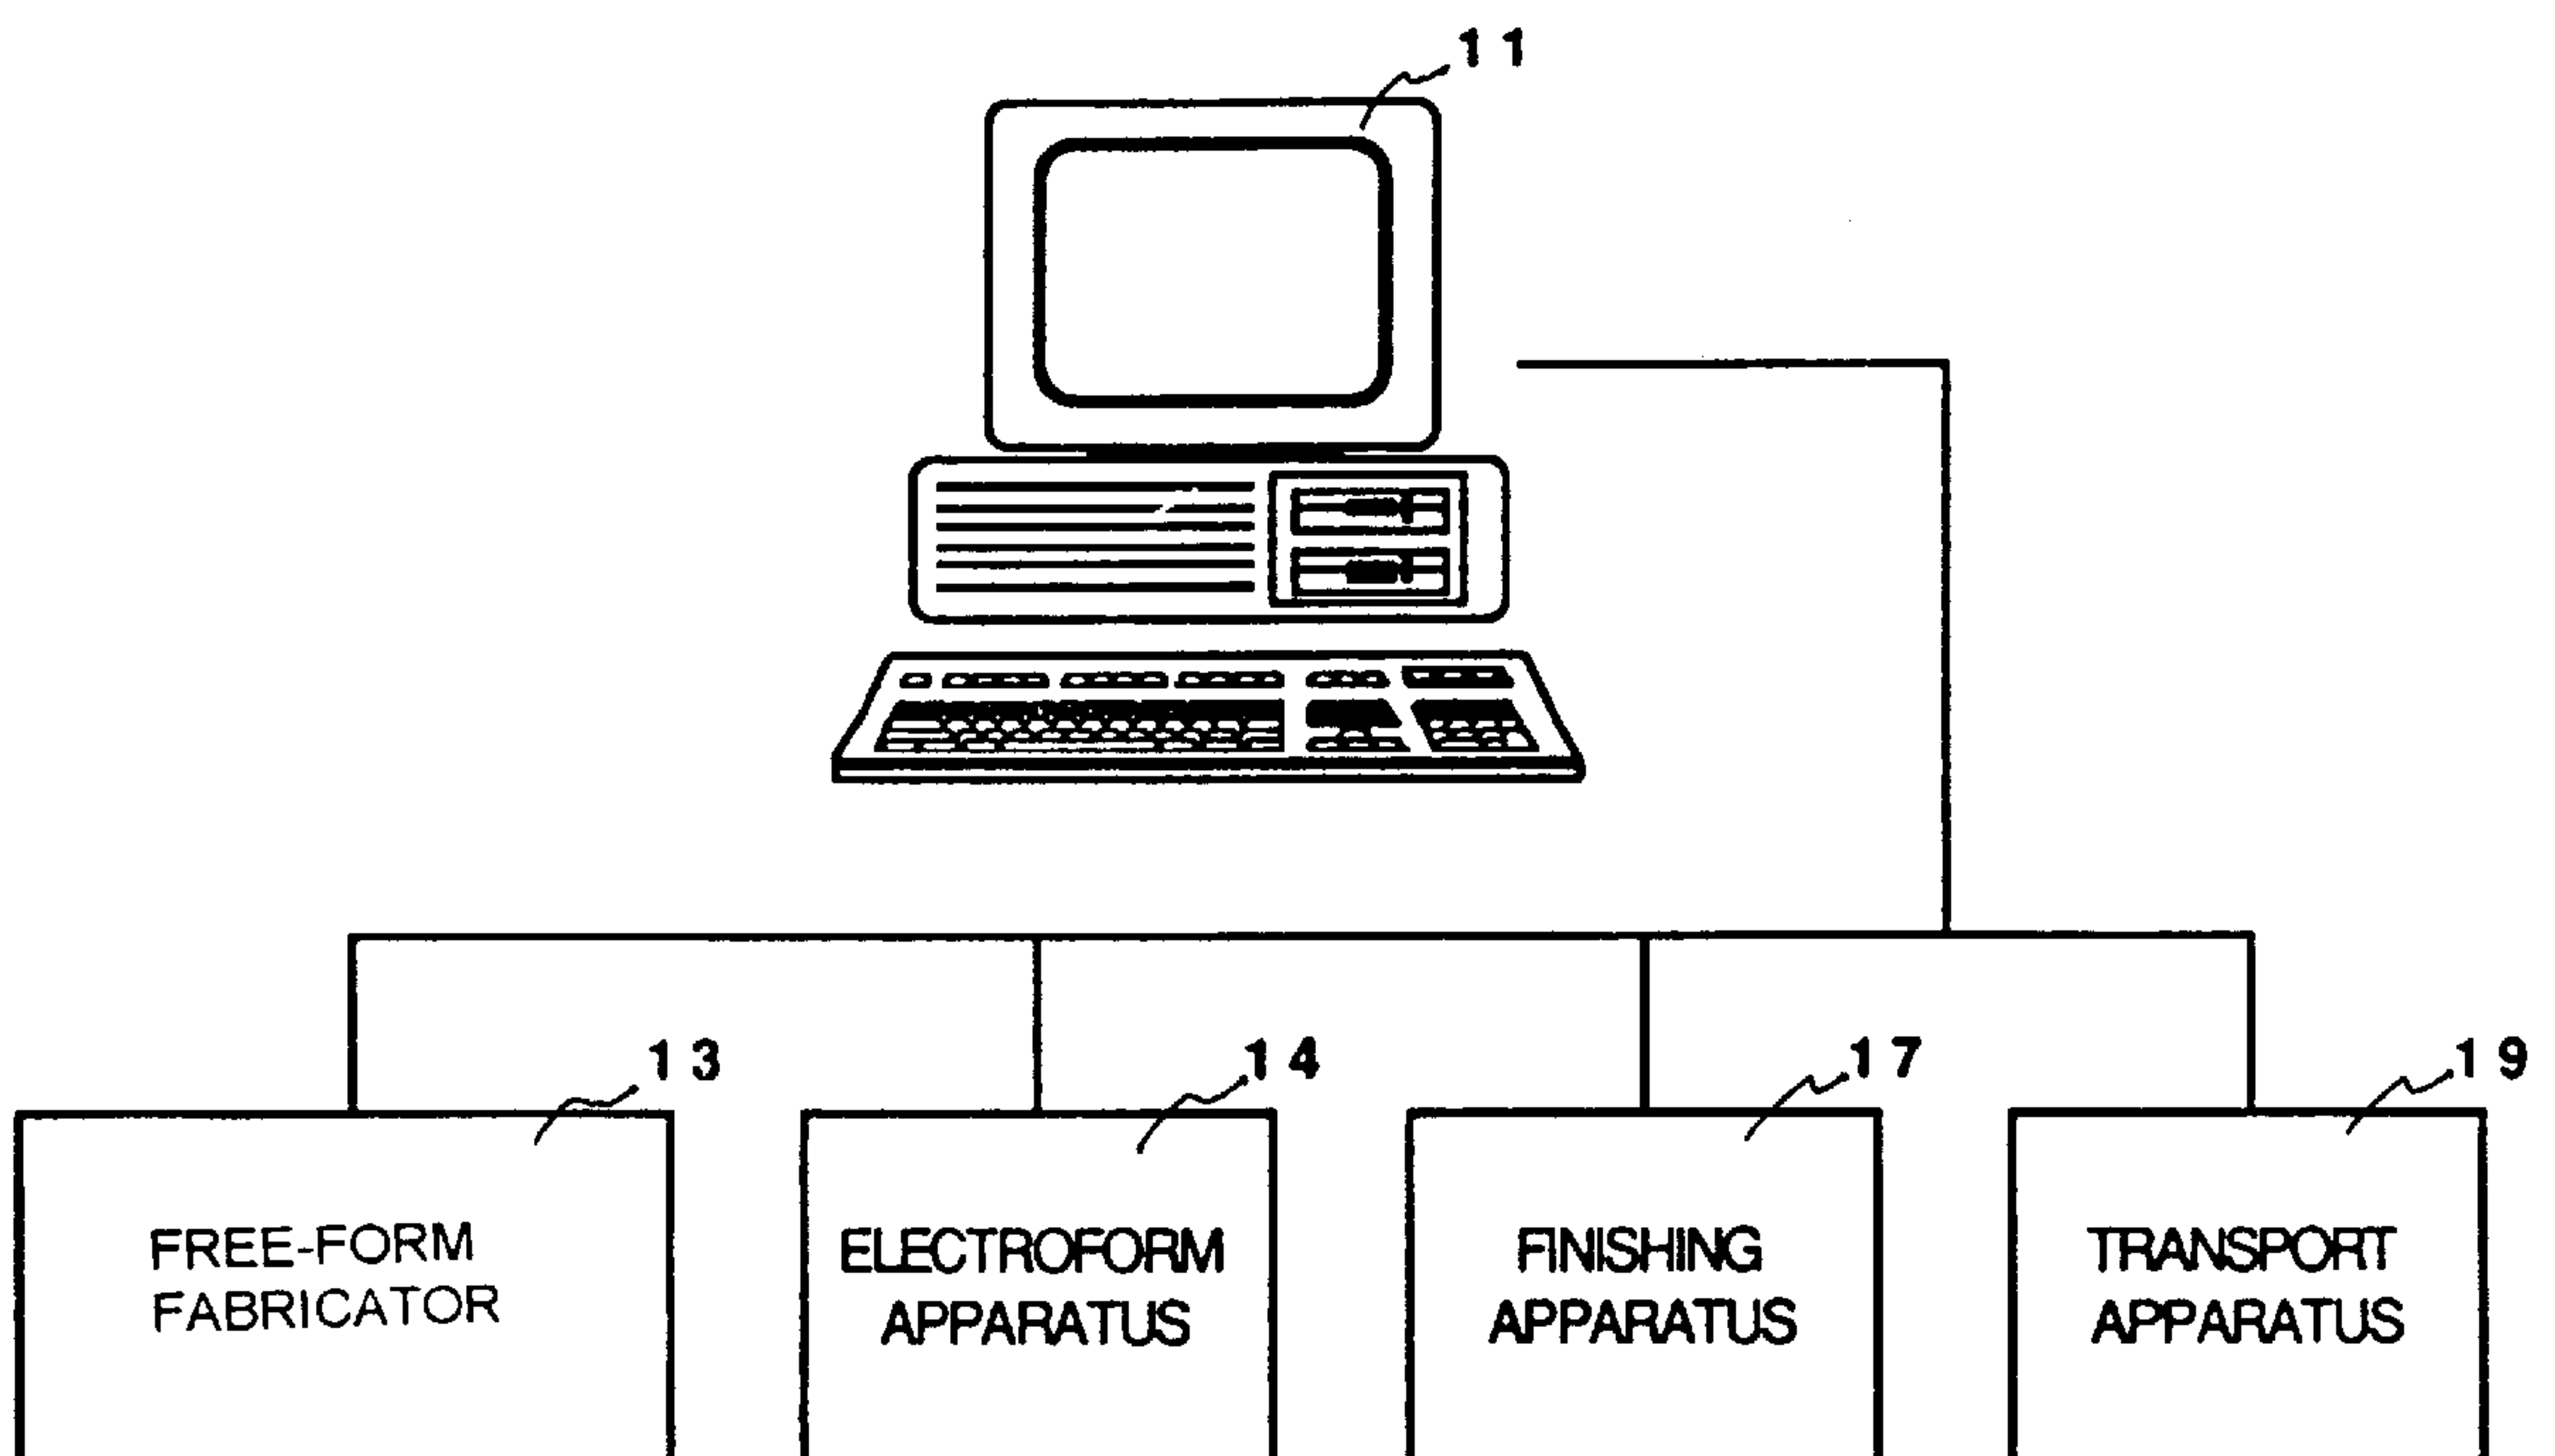 11
13
14
17
19
FREE-FORM
FABRICATOR
ELECTROFORM
APPARATUS
FINISHING
APPARATUS
TRANSPORT
APPARATUS